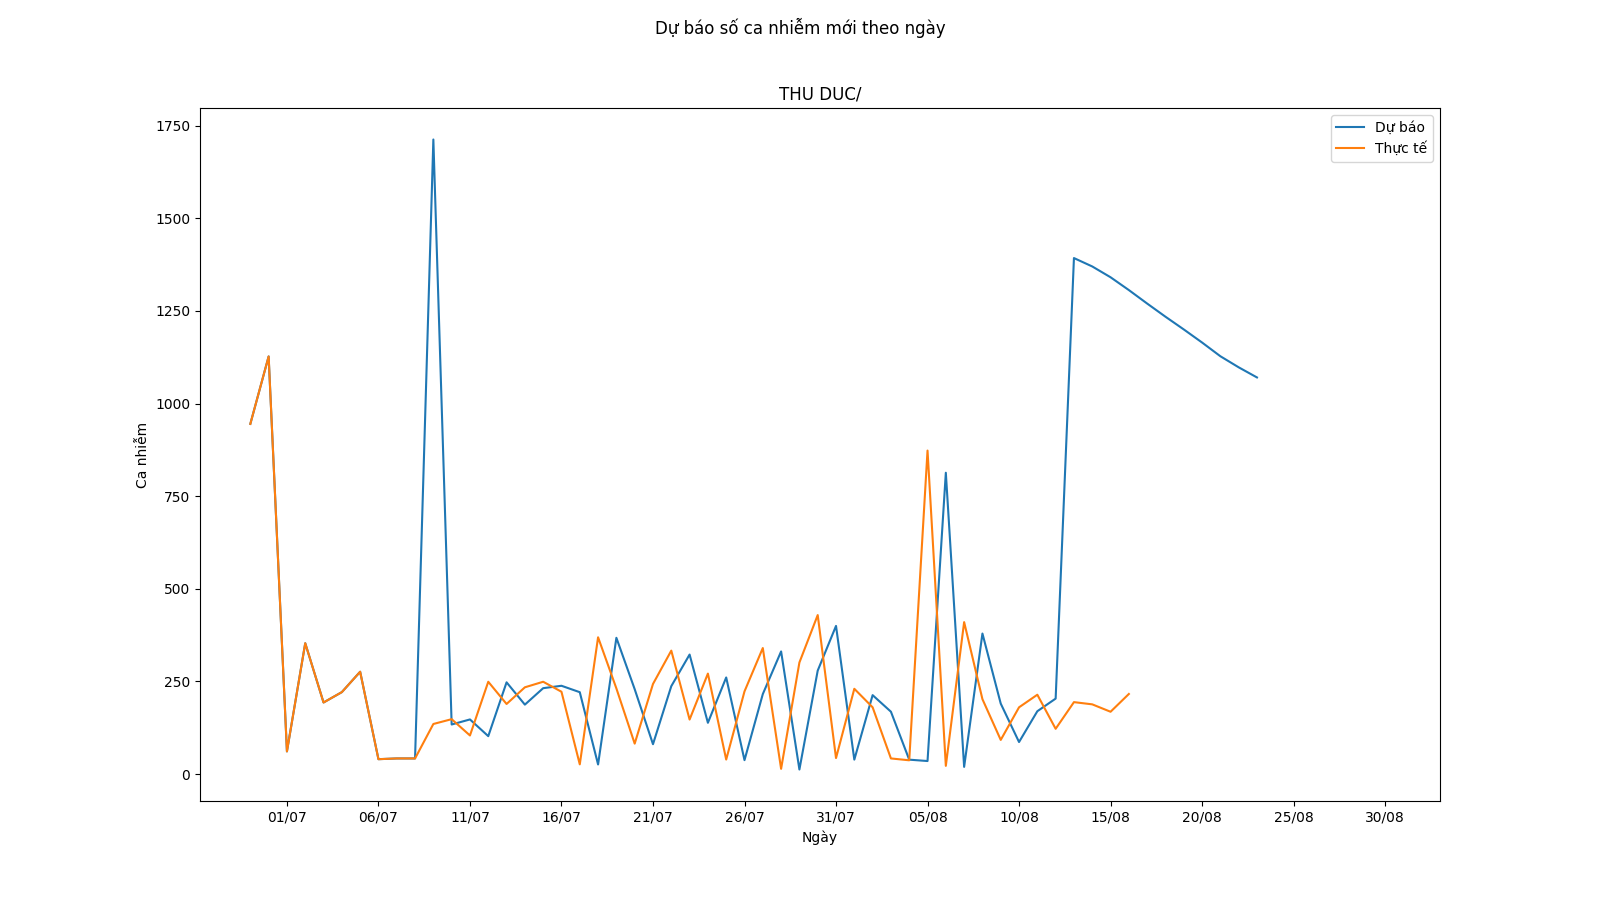 Dự báo số ca nhiễm mới theo ngày
THU DUC/
Dự báo
Thực tế
1750
1500
1250
1000
750
500
250
0
Ca nhiễm
01/07 06/07 11/07 16/07 21/07 26/07 31/07 05/08 10/08 15/08 20/08 25/08 30/08
Ngày